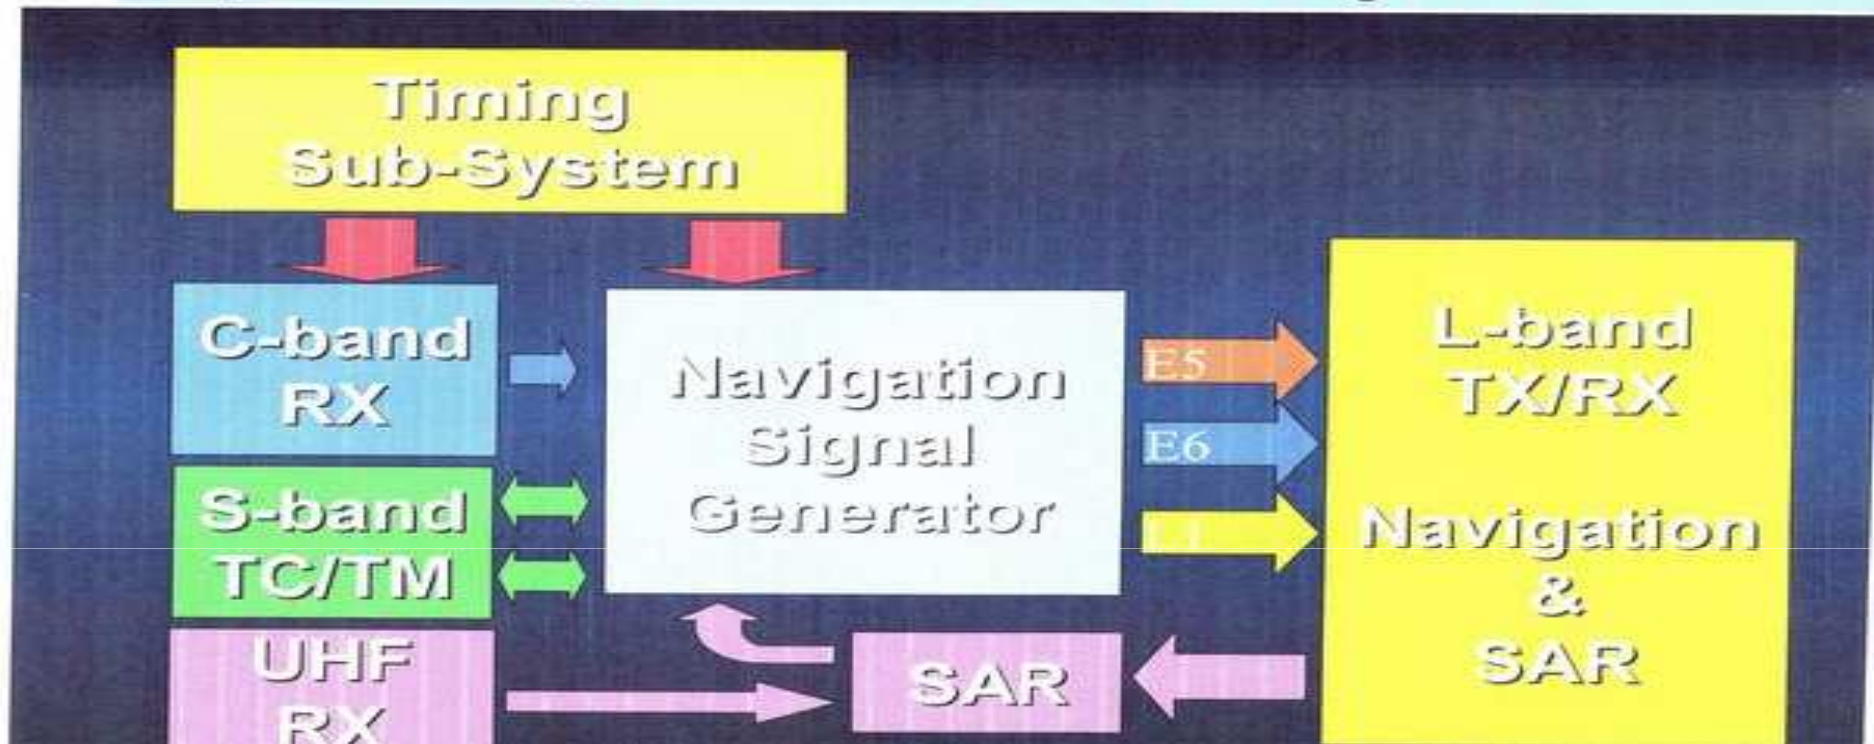 Timing
Sub-System
C-band
RX
Navigation
Signal
Generator
E5
E6
L1
L-band
TX/RX
Navigation
&
SAR
S-band
TC/TM
UHF
RX
SAR